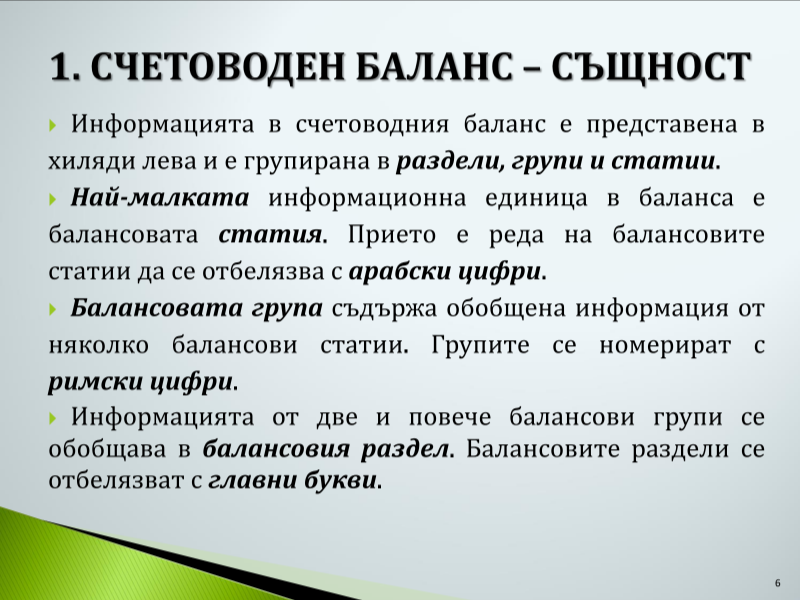 1. СЧЕТОВОДЕН БАЛАНС – СЪЩНОСТ
Информацията в счетоводния баланс е представена в
хиляди лева и е групирана в раздели, групи и статии.
Най-малката информационна единица в баланса е
балансовата статия. Прието е реда на балансовите
статии да се отбелязва с арабски цифри.
Балансовата група съдържа обобщена информация от
няколко балансови статии. Групите се номерират с
римски цифри.
Информацията от две и повече балансови групи се
обобщава в балансовия раздел. Балансовите раздели се
отбелязват с главни букви.
6